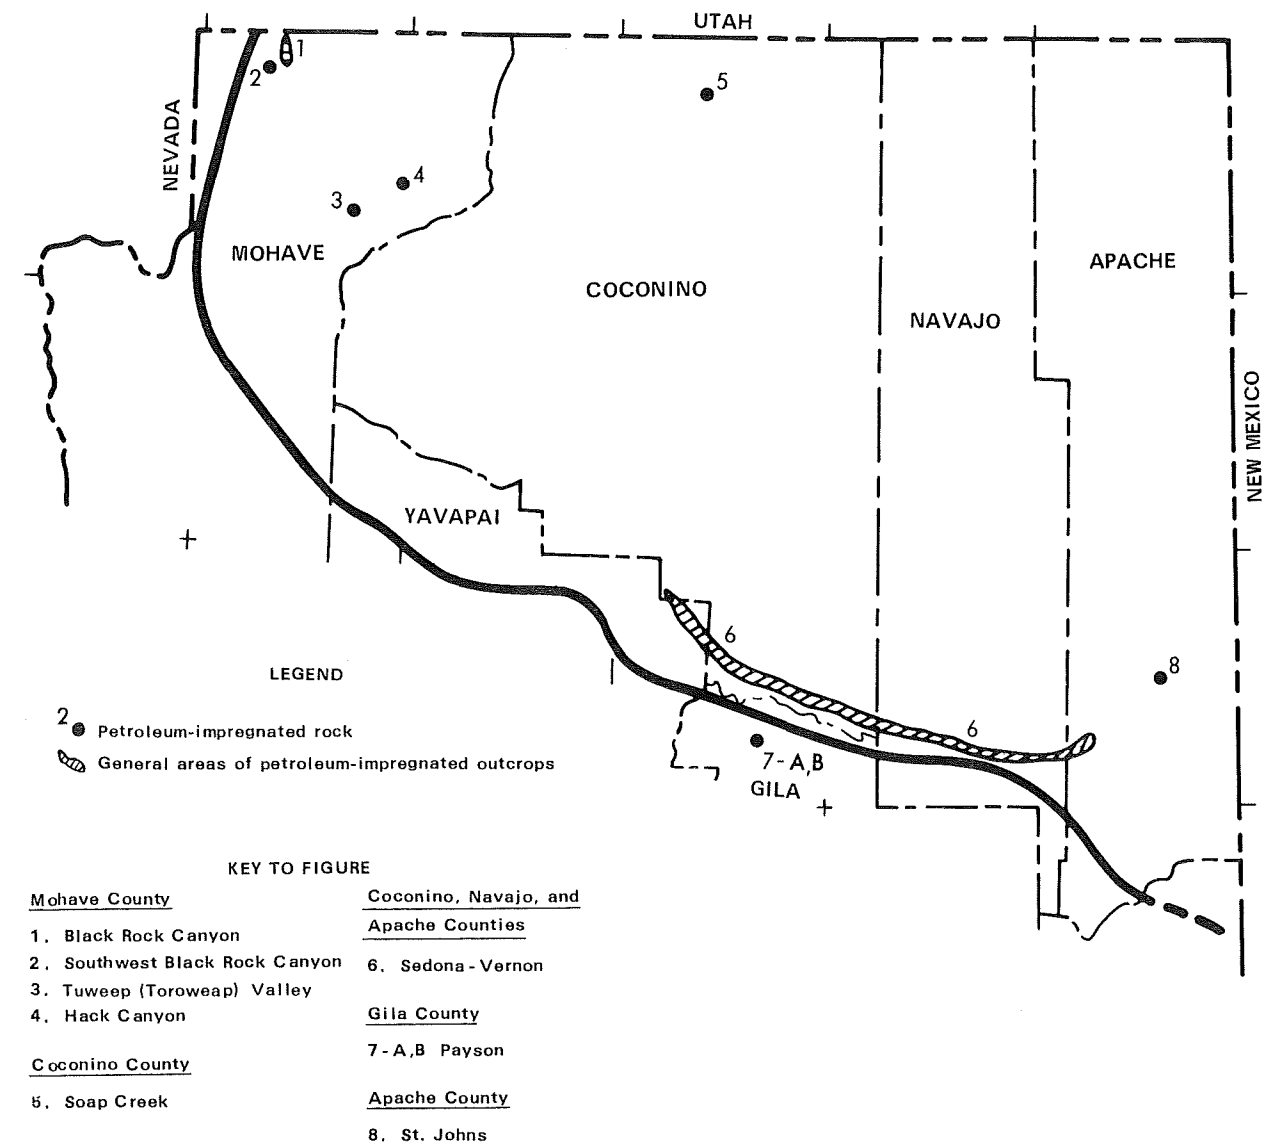 UTAH
1
2
5
NEVADA
4
3
MOHAVE
APACHE
COCONINO
NAVAJO
NEW MEXICO
YAVAPAI
6
8
LEGEND
6
2 Petroleum-impregnated rock
General areas of petroleum-impregnated outcrops
7-A,B
GILA
KEY TO FIGURE
Mohave County
1. Black Rock Canyon
2. Southwest Black Rock Canyon
3. Tuweep (Toroweap) Valley
4. Hack Canyon
Coconino County
5. Soap Creek
Coconino, Navajo, and
Apache Counties
6. Sedona-Vernon
Gila County
7-A,B Payson
Apache County
8. St. Johns